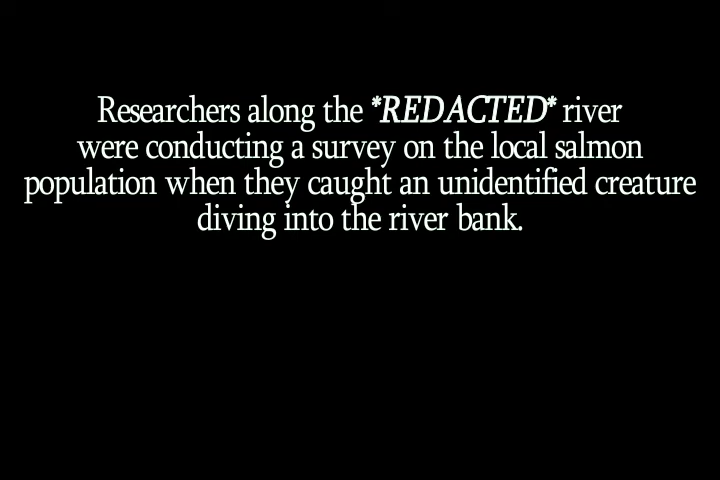 Researchers along the *REDACTED* river
were conducting a survey on the local salmon
population when they caught an unidentified creature
diving into the river bank.